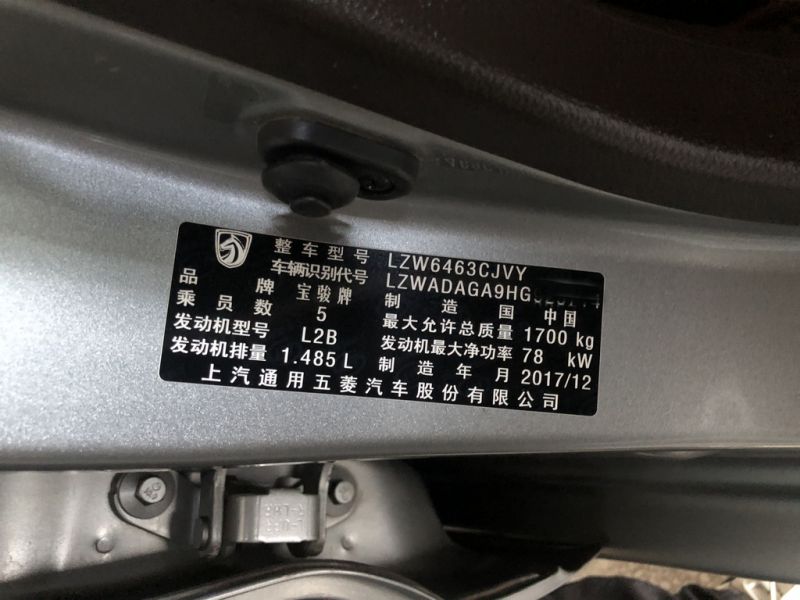 整车型号 LZW6463CJVY
车辆识别代号 LZWADAGA9HG
品牌 宝骏牌 制造国 中国
乘员数 5 最大允许总质量 1700 kg
发动机型号 L2B 发动机最大净功率 78 kW
发动机排量 1.485 L 制造年月 2017/12
上汽通用五菱汽车股份有限公司